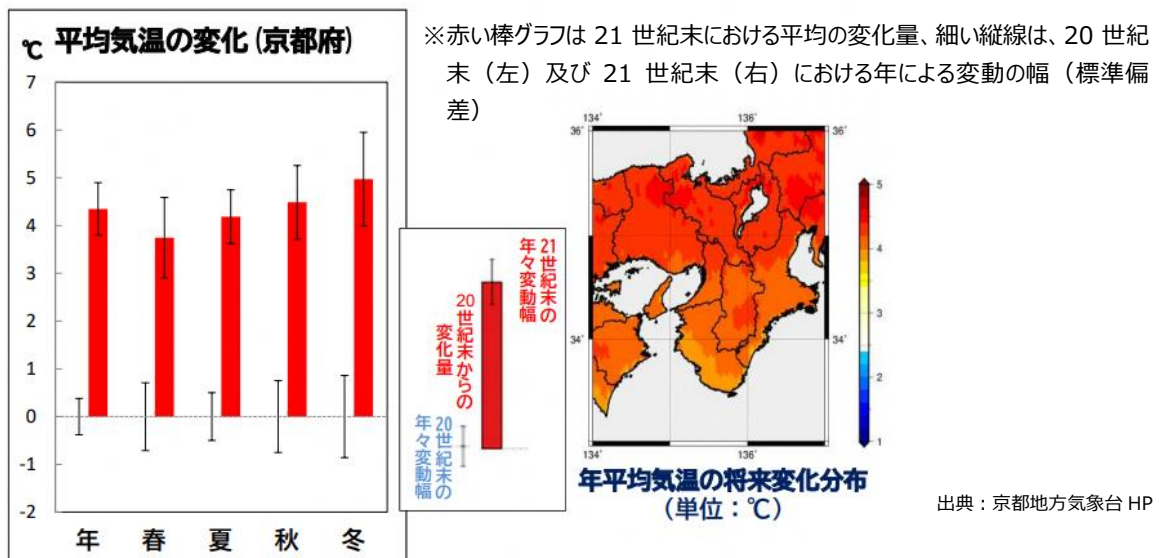 ℃ 平均気温の変化(京都府)
7
6
5
4
3
2
1
0
-1
-2
年 春 夏 秋 冬
※赤い棒グラフは 21 世紀末における平均の変化量、細い縦線は、20 世紀
末（左）及び 21 世紀末（右）における年による変動の幅（標準偏
差）
21世紀末の
年々変動幅
20世紀末からの
変化量
20世紀末の
年々変動幅
134° 136°
36° 36°
34° 34°
136°
5
4
3
2
1
年平均気温の将来変化分布
（単位：℃）
出典：京都地方気象台 HP